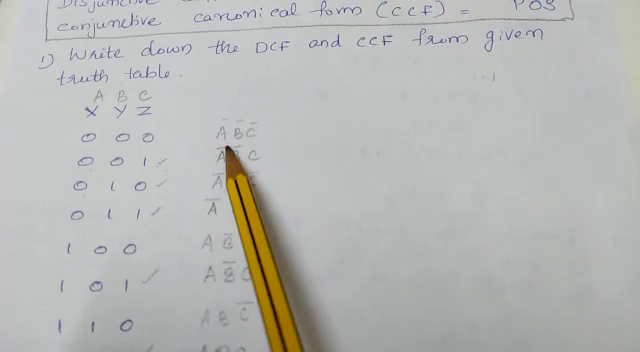 Disjunctive
conjunctive canonical form (CCF) = POS
1) Write down the DCF and CCF from given
truth table.
A B C
X Y Z
0 0 0 A̅ B̅ C̅
0 0 1 ✓ A̅ C
0 1 0 ✓ A̅ C̅
0 1 1 ✓ A̅
1 0 0 A
1 0 1 ✓ A B̅ C
1 1 0 A B C̅